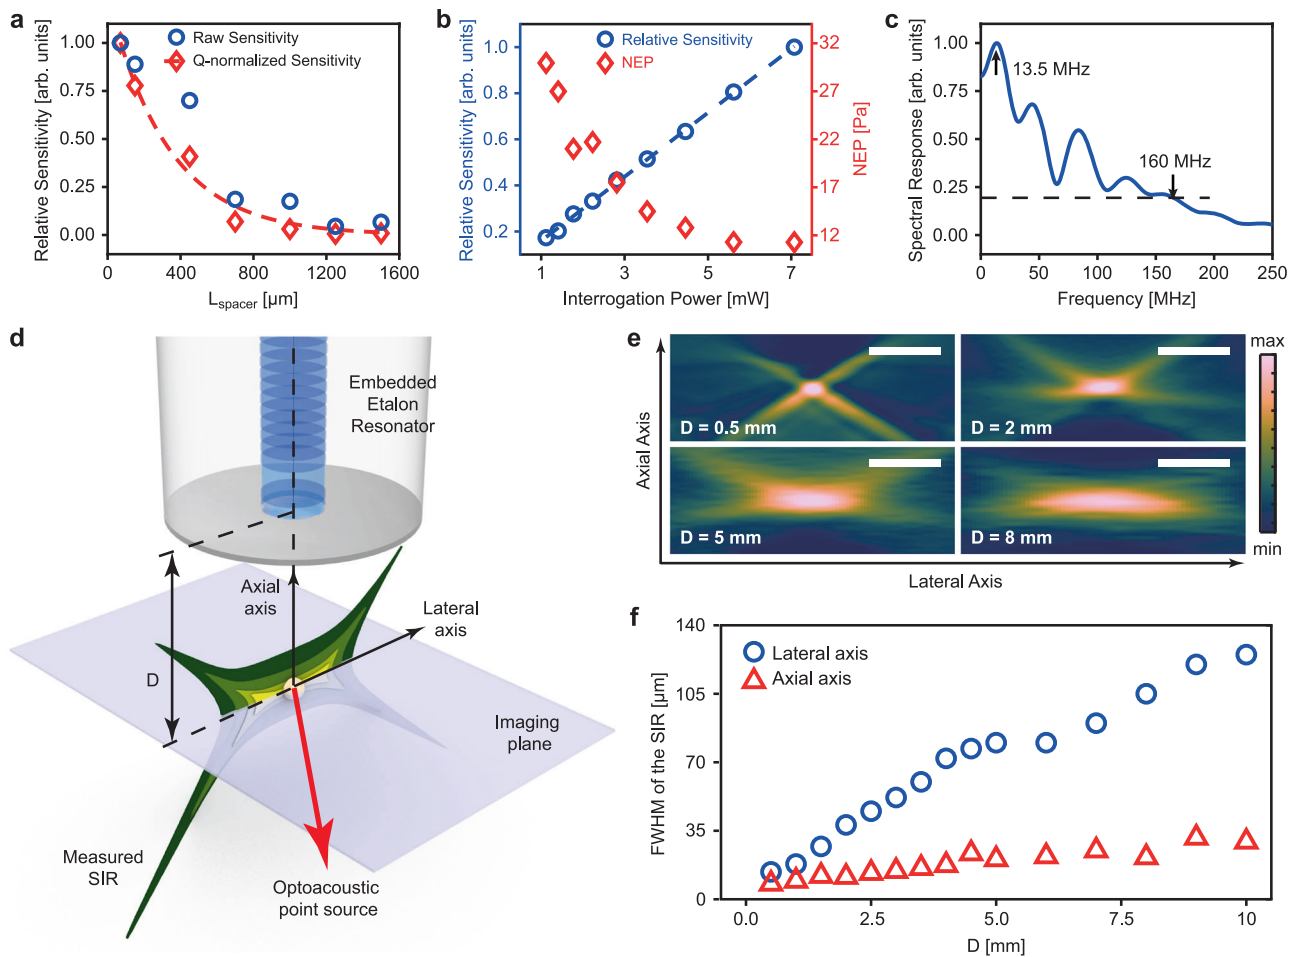 a
Relative Sensitivity [arb. units]
1.00
0.75
0.50
0.25
0.00
Raw Sensitivity
Q-normalized Sensitivity
0
400
800
1200
1600
Lspacer [µm]
b
Relative Sensitivity [arb. units]
1.0
0.8
0.6
0.4
0.2
Relative Sensitivity
NEP
32
27
22
17
12
NEP [Pa]
1
3
5
7
Interrogation Power [mW]
c
Spectral Response [arb. units]
1.00
0.75
0.50
0.25
0.00
13.5 MHz
160 MHz
0
50
100
150
200
250
Frequency [MHz]
d
Embedded
Etalon
Resonator
Axial
axis
Lateral
axis
D
Imaging
plane
Measured
SIR
Optoacoustic
point source
e
Axial Axis
D = 0.5 mm
D = 2 mm
D = 5 mm
D = 8 mm
Lateral Axis
max
min
f
FWHM of the SIR [µm]
140
105
70
35
0
Lateral axis
Axial axis
0.0
2.5
5.0
7.5
10
D [mm]